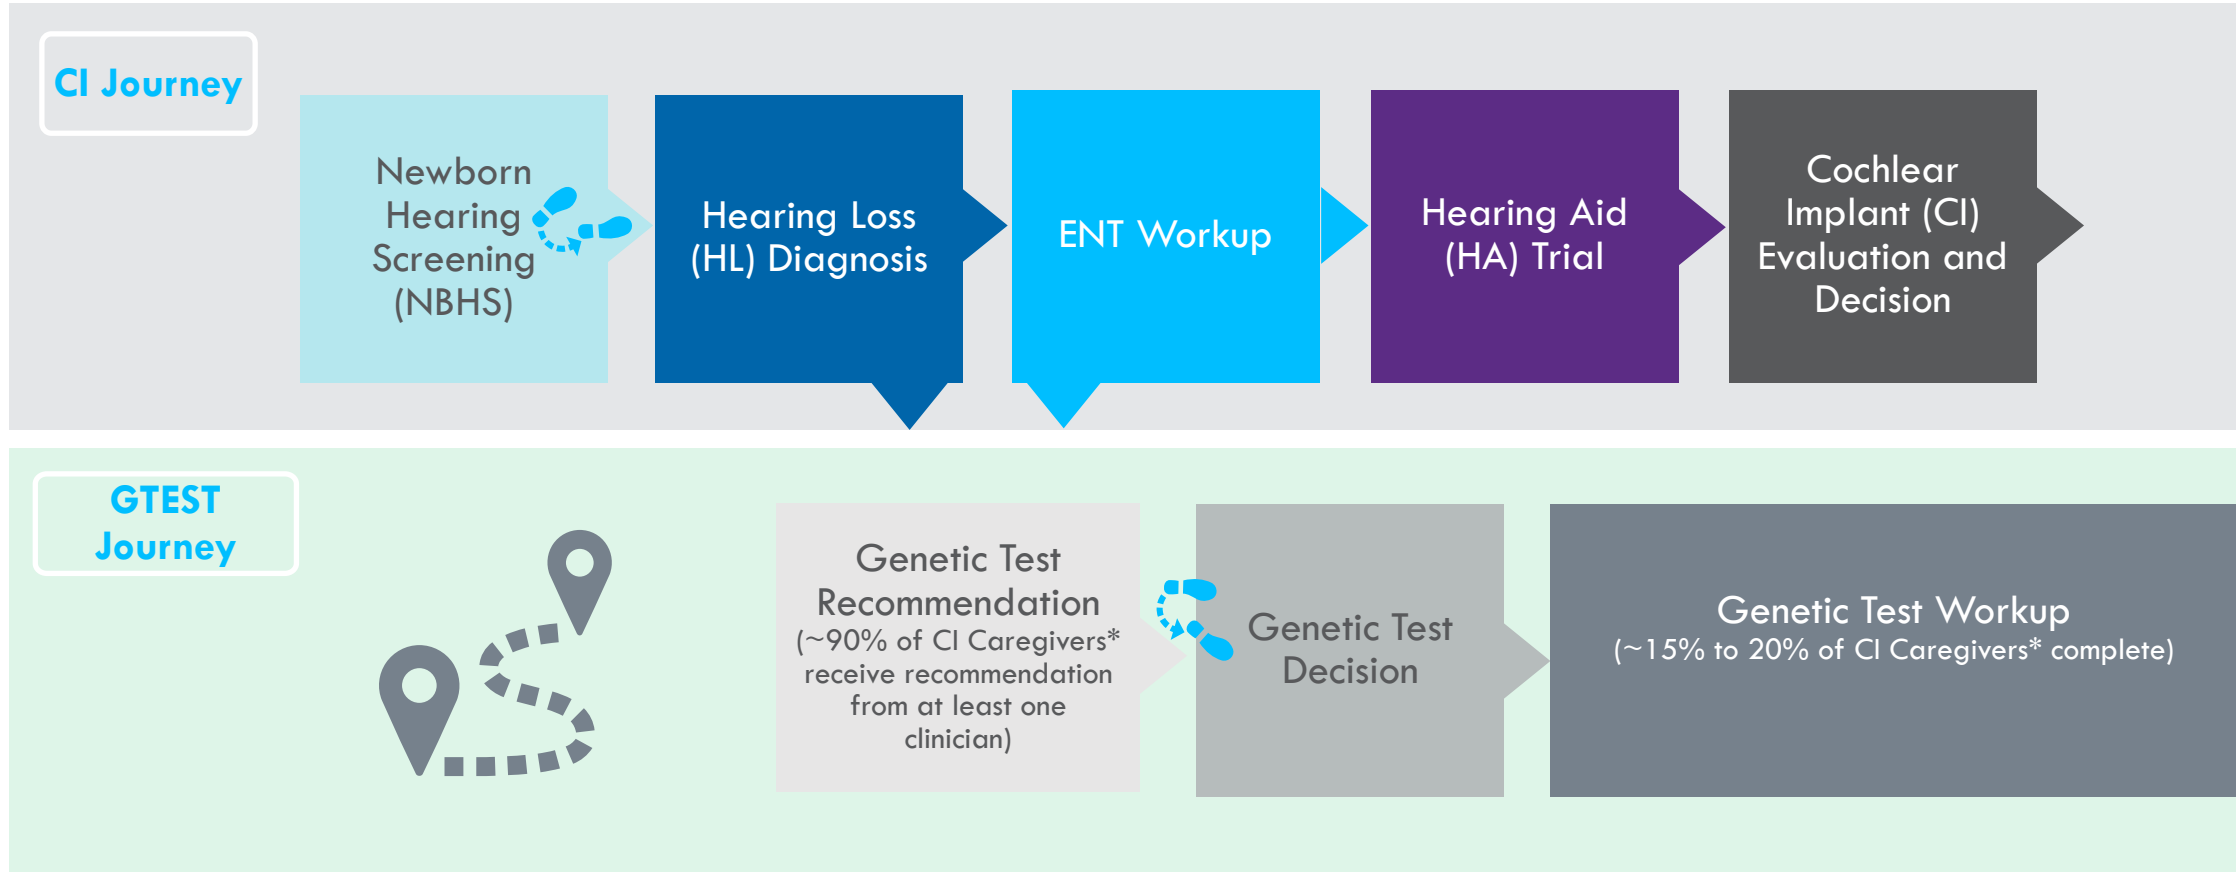 CI Journey
Newborn
Hearing
Screening
(NBHS)
Hearing Loss
(HL) Diagnosis
ENT Workup
Hearing Aid
(HA) Trial
Cochlear
Implant (CI)
Evaluation and
Decision
GTEST
Journey
Genetic Test
Recommendation
(~90% of CI Caregivers*
receive recommendation
from at least one
clinician)
Genetic Test
Decision
Genetic Test Workup
(~15% to 20% of CI Caregivers* complete)